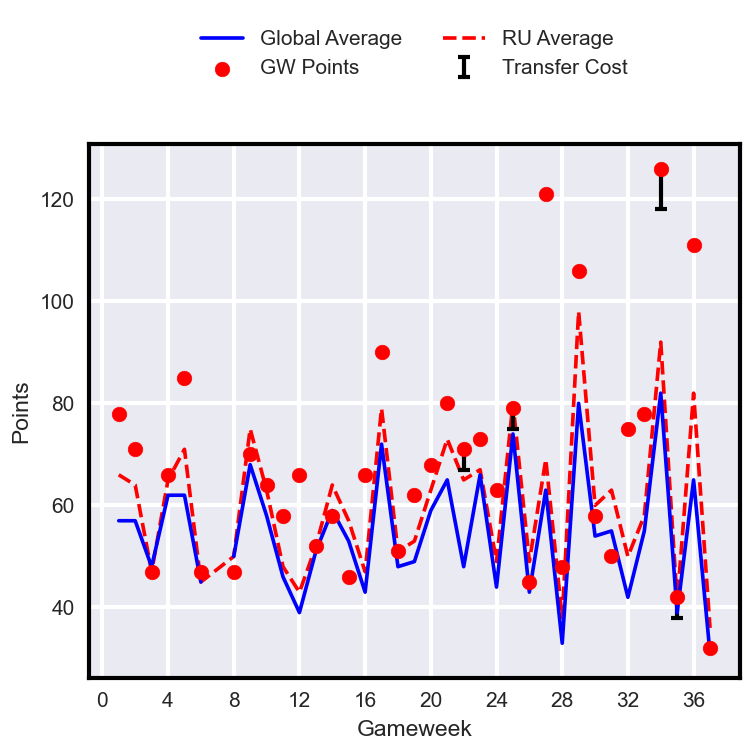 Global Average RU Average
GW Points Transfer Cost
120
100
80
60
40
Points
0 4 8 12 16 20 24 28 32 36
Gameweek